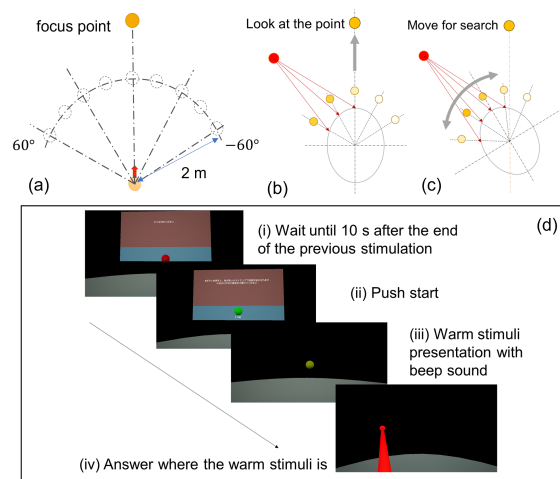 focus point
60°
−60°
2 m
(a)
Look at the point
(b)
Move for search
(c)
(d)
(i) Wait until 10 s after the end
of the previous stimulation
(ii) Push start
(iii) Warm stimuli
presentation with
beep sound
(iv) Answer where the warm stimuli is